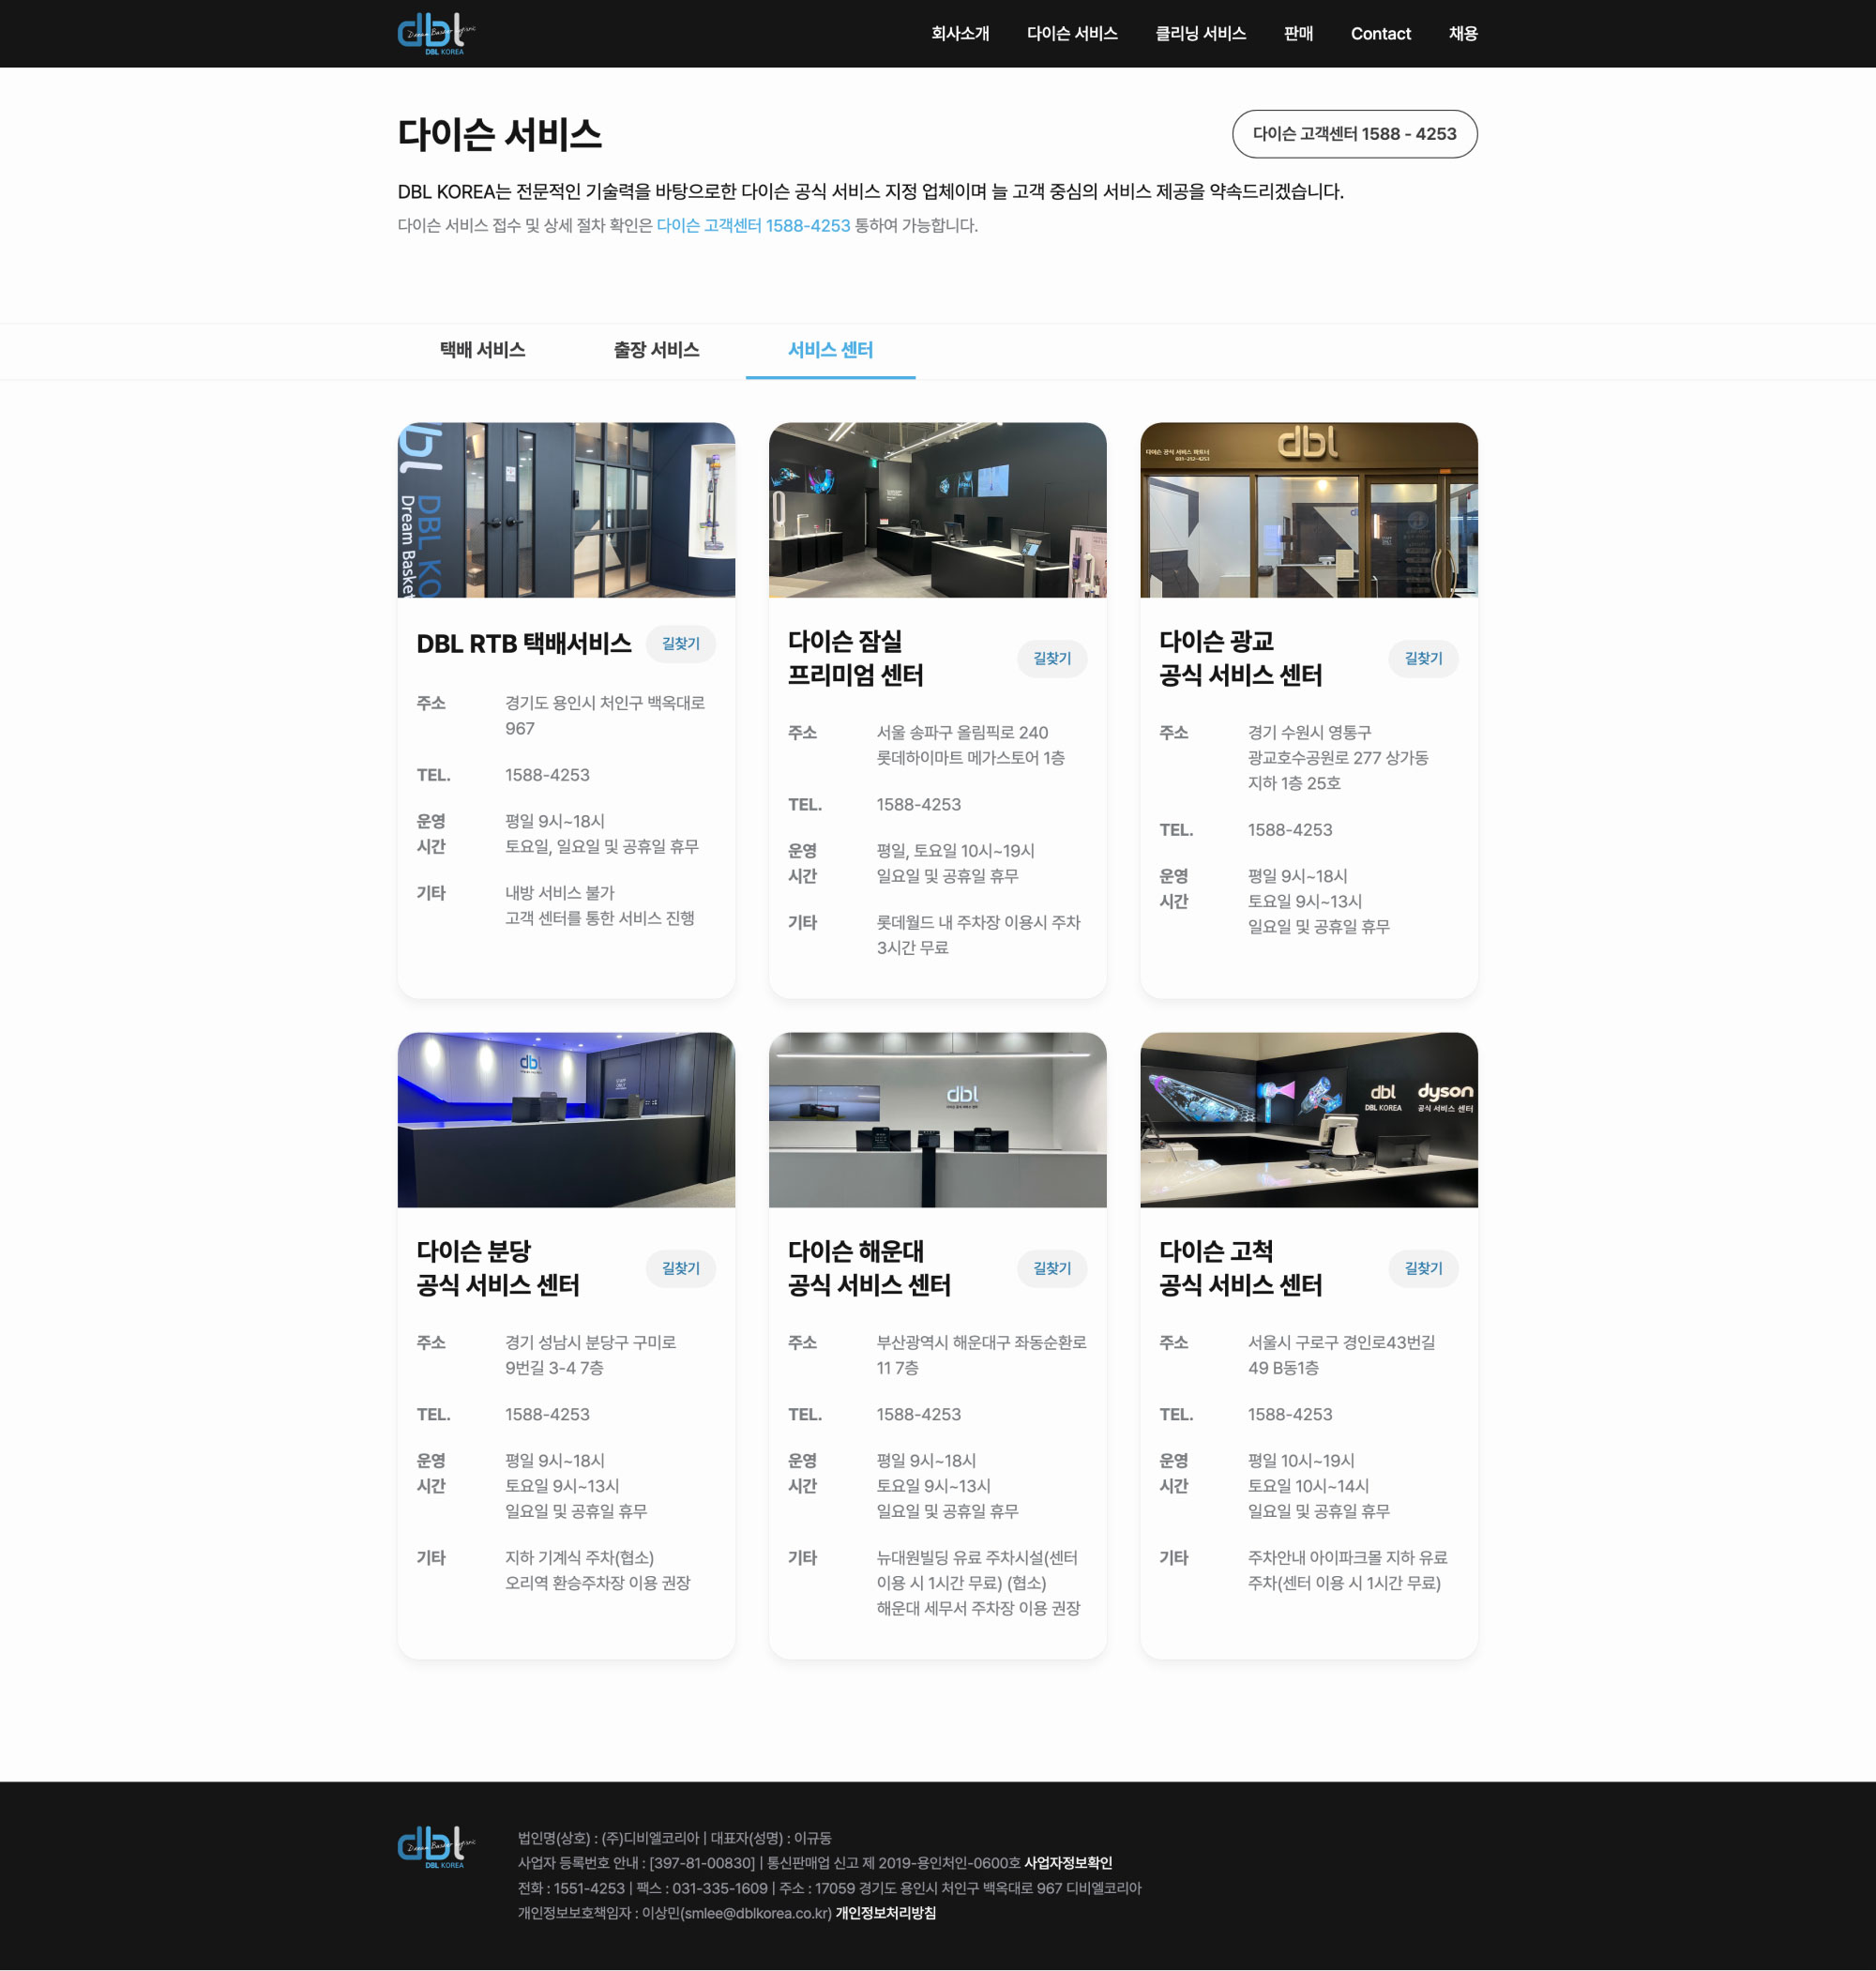 dbl
DBL KOREA
회사소개
다이슨 서비스
클리닝 서비스
판매
Contact
채용
다이슨 서비스
다이슨 고객센터 1588 - 4253
DBL KOREA는 전문적인 기술력을 바탕으로한 다이슨 공식 서비스 지정 업체이며 늘 고객 중심의 서비스 제공을 약속드리겠습니다.
다이슨 서비스 접수 및 상세 절차 확인은 다이슨 고객센터 1588-4253 통하여 가능합니다.
택배 서비스
출장 서비스
서비스 센터
dbl
DBL KO
Dream Basket
DBL RTB 택배서비스
길찾기
주소
경기도 용인시 처인구 백옥대로
967
TEL.
1588-4253
운영
시간
평일 9시~18시
토요일, 일요일 및 공휴일 휴무
기타
내방 서비스 불가
고객 센터를 통한 서비스 진행
다이슨 잠실
프리미엄 센터
길찾기
주소
서울 송파구 올림픽로 240
롯데하이마트 메가스토어 1층
TEL.
1588-4253
운영
시간
평일, 토요일 10시~19시
일요일 및 공휴일 휴무
기타
롯데월드 내 주차장 이용시 주차
3시간 무료
dbl
다이슨 공식 서비스 파트너
031-212-4253
다이슨 광교
공식 서비스 센터
길찾기
주소
경기 수원시 영통구
광교호수공원로 277 상가동
지하 1층 25호
TEL.
1588-4253
운영
시간
평일 9시~18시
토요일 9시~13시
일요일 및 공휴일 휴무
dbl
다이슨 분당
공식 서비스 센터
길찾기
주소
경기 성남시 분당구 구미로
9번길 3-4 7층
TEL.
1588-4253
운영
시간
평일 9시~18시
토요일 9시~13시
일요일 및 공휴일 휴무
기타
지하 기계식 주차(협소)
오리역 환승주차장 이용 권장
dbl
다이슨 해운대
공식 서비스 센터
길찾기
주소
부산광역시 해운대구 좌동순환로
11 7층
TEL.
1588-4253
운영
시간
평일 9시~18시
토요일 9시~13시
일요일 및 공휴일 휴무
기타
뉴대원빌딩 유료 주차시설(센터
이용 시 1시간 무료) (협소)
해운대 세무서 주차장 이용 권장
dbl
DBL KOREA
dyson
공식 서비스 센터
다이슨 고척
공식 서비스 센터
길찾기
주소
서울시 구로구 경인로43번길
49 B동1층
TEL.
1588-4253
운영
시간
평일 10시~19시
토요일 10시~14시
일요일 및 공휴일 휴무
기타
주차안내 아이파크몰 지하 유료
주차(센터 이용 시 1시간 무료)
dbl
DBL KOREA
법인명(상호) : (주)디비엘코리아 | 대표자(성명) : 이규동
사업자 등록번호 안내 : [397-81-00830] | 통신판매업 신고 제 2019-용인처인-0600호 사업자정보확인
전화 : 1551-4253 | 팩스 : 031-335-1609 | 주소 : 17059 경기도 용인시 처인구 백옥대로 967 디비엘코리아
개인정보보호책임자 : 이상민(smlee@dblkorea.co.kr) 개인정보처리방침